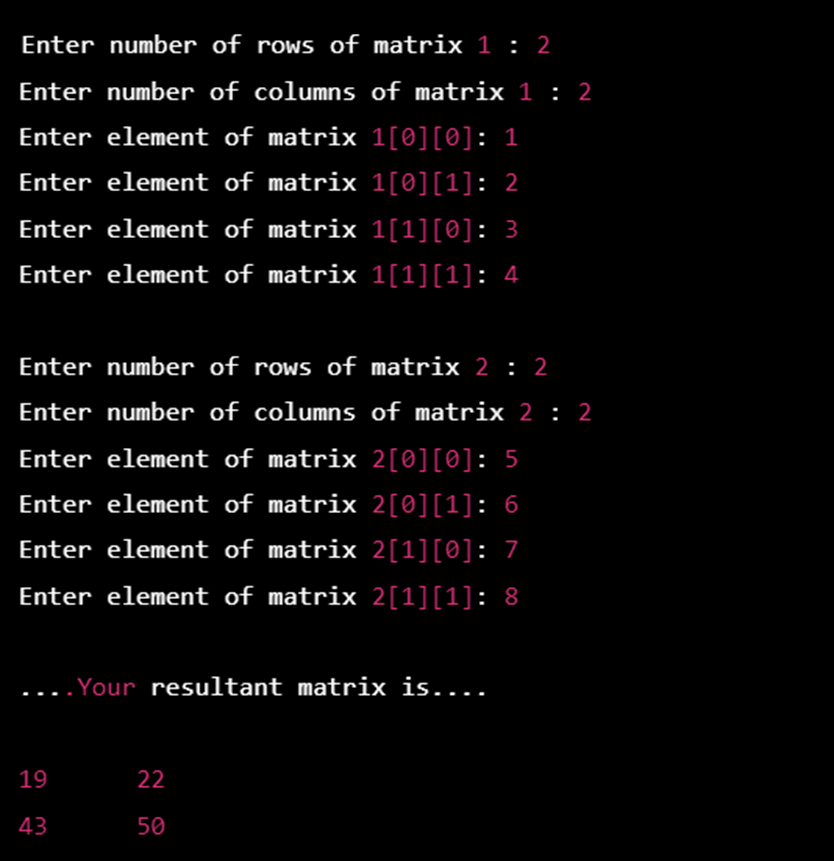 Enter number of rows of matrix 1 : 2
Enter number of columns of matrix 1 : 2
Enter element of matrix 1[0][0]: 1
Enter element of matrix 1[0][1]: 2
Enter element of matrix 1[1][0]: 3
Enter element of matrix 1[1][1]: 4
Enter number of rows of matrix 2 : 2
Enter number of columns of matrix 2 : 2
Enter element of matrix 2[0][0]: 5
Enter element of matrix 2[0][1]: 6
Enter element of matrix 2[1][0]: 7
Enter element of matrix 2[1][1]: 8
....Your resultant matrix is....
19 22
43 50